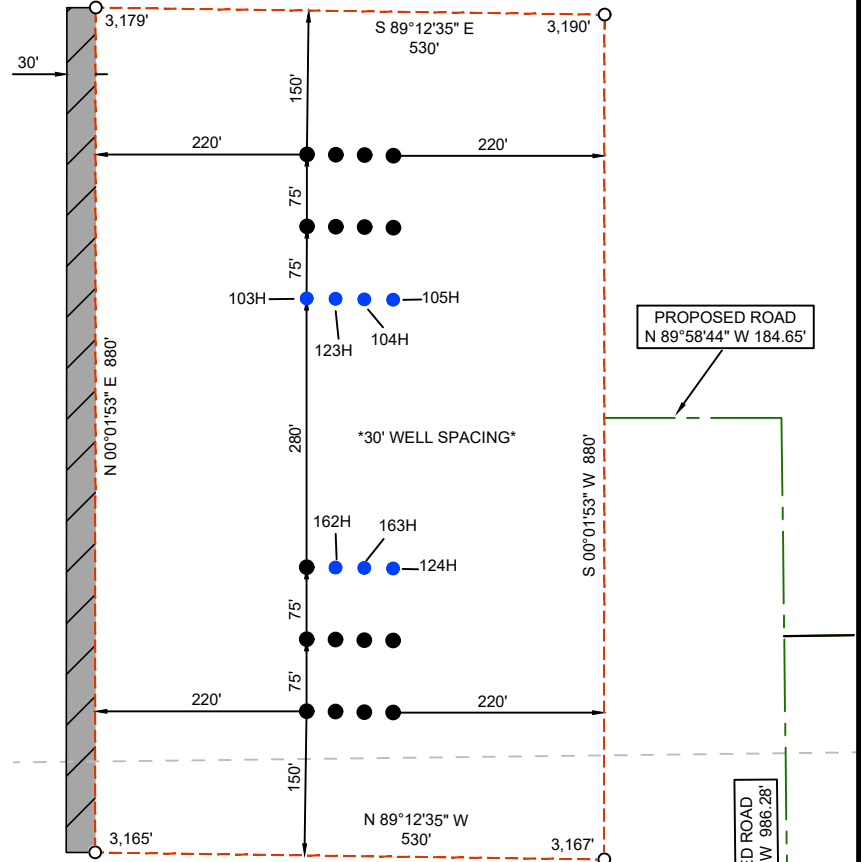 3,179'
S 89°12'35" E
530'
3,190'
30'
150'
220'
220'
75'
75'
103H
105H
123H
104H
PROPOSED ROAD
N 89°58'44" W 184.65'
N 00°01'53" E 880'
280'
*30' WELL SPACING*
S 00°01'53" W 880'
162H
163H
124H
75'
75'
220'
220'
150'
N 89°12'35" W
530'
3,165'
3,167'
ED ROAD
W 986.28'